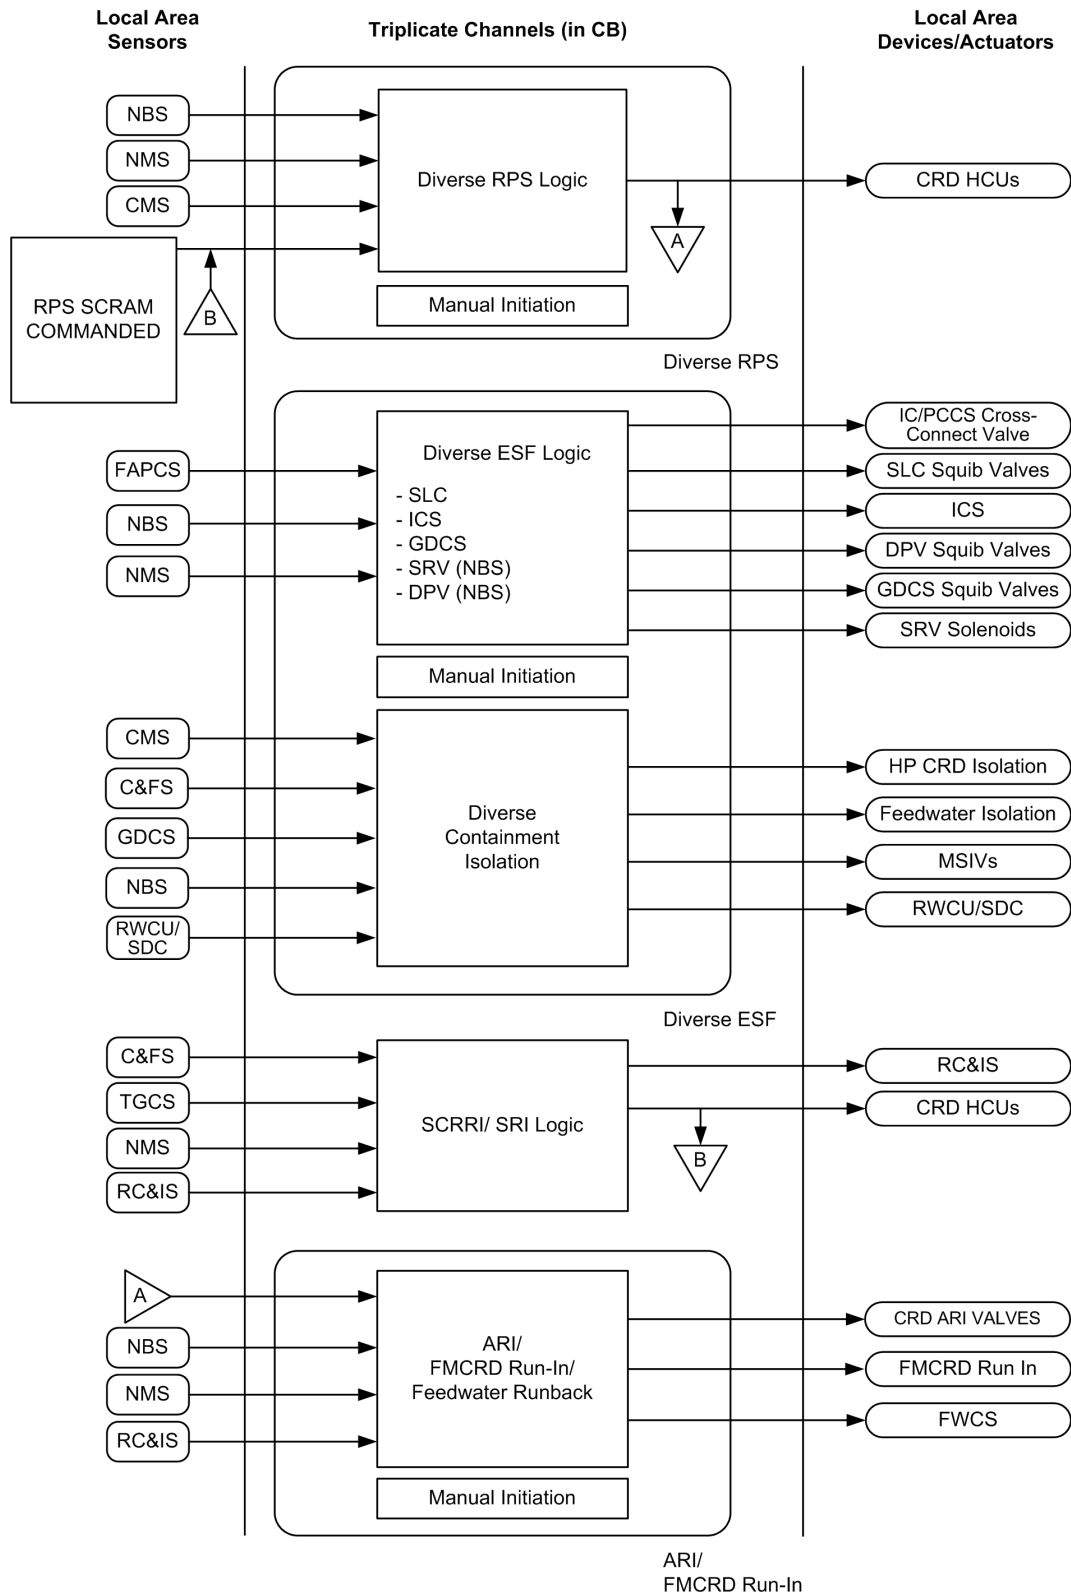 Local Area
Sensors
Triplicate Channels (in CB)
Local Area
Devices/Actuators
NBS
NMS
CMS
RPS SCRAM
COMMANDED
B
Diverse RPS Logic
A
Manual Initiation
CRD HCUs
Diverse RPS
FAPCS
NBS
NMS
Diverse ESF Logic
- SLC
- ICS
- GDCS
- SRV (NBS)
- DPV (NBS)
Manual Initiation
IC/PCCS Cross-
Connect Valve
SLC Squib Valves
ICS
DPV Squib Valves
GDCS Squib Valves
SRV Solenoids
CMS
C&FS
GDCS
NBS
RWCU/
SDC
Diverse
Containment
Isolation
HP CRD Isolation
Feedwater Isolation
MSIVs
RWCU/SDC
Diverse ESF
C&FS
TGCS
NMS
RC&IS
SCRRI/ SRI Logic
B
RC&IS
CRD HCUs
A
NBS
NMS
RC&IS
ARI/
FMCRD Run-In/
Feedwater Runback
Manual Initiation
CRD ARI VALVES
FMCRD Run In
FWCS
ARI/
FMCRD Run-In